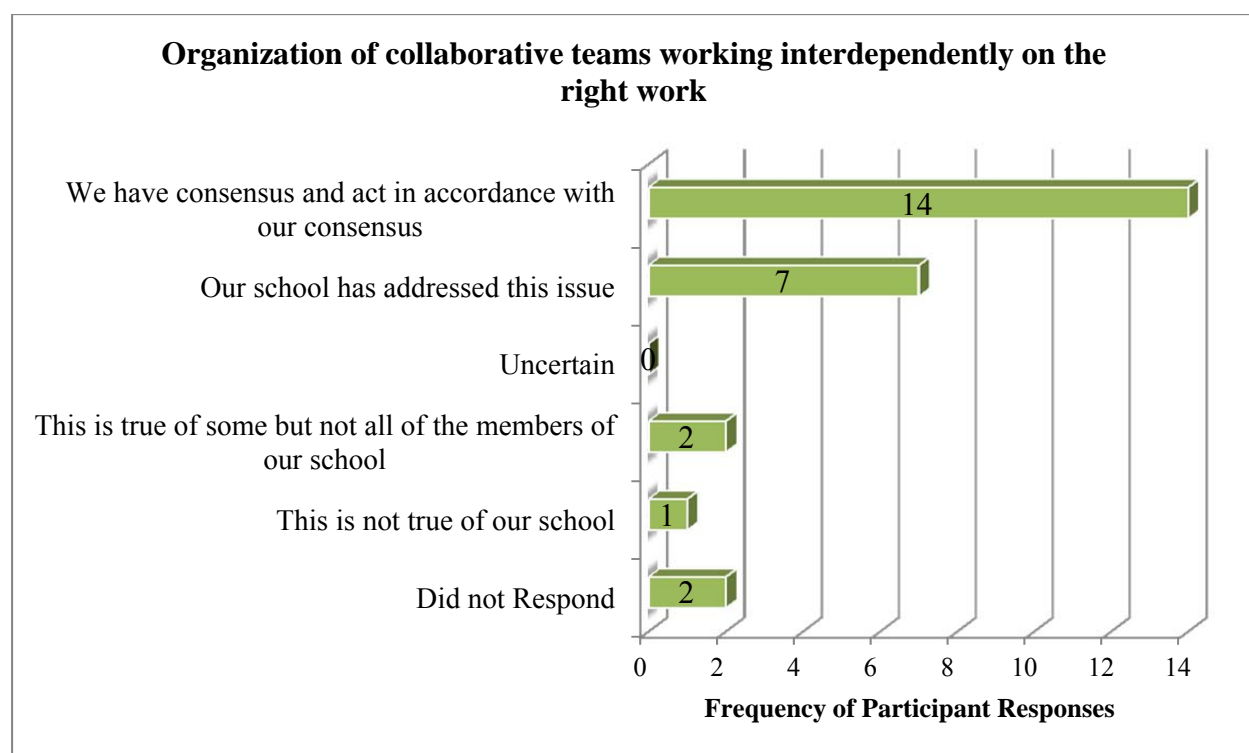 Organization of collaborative teams working interdependently on the
right work
We have consensus and act in accordance with
our consensus
14
Our school has addressed this issue
7
Uncertain
0
This is true of some but not all of the members of
our school
2
This is not true of our school
1
Did not Respond
2
0 2 4 6 8 10 12 14
Frequency of Participant Responses